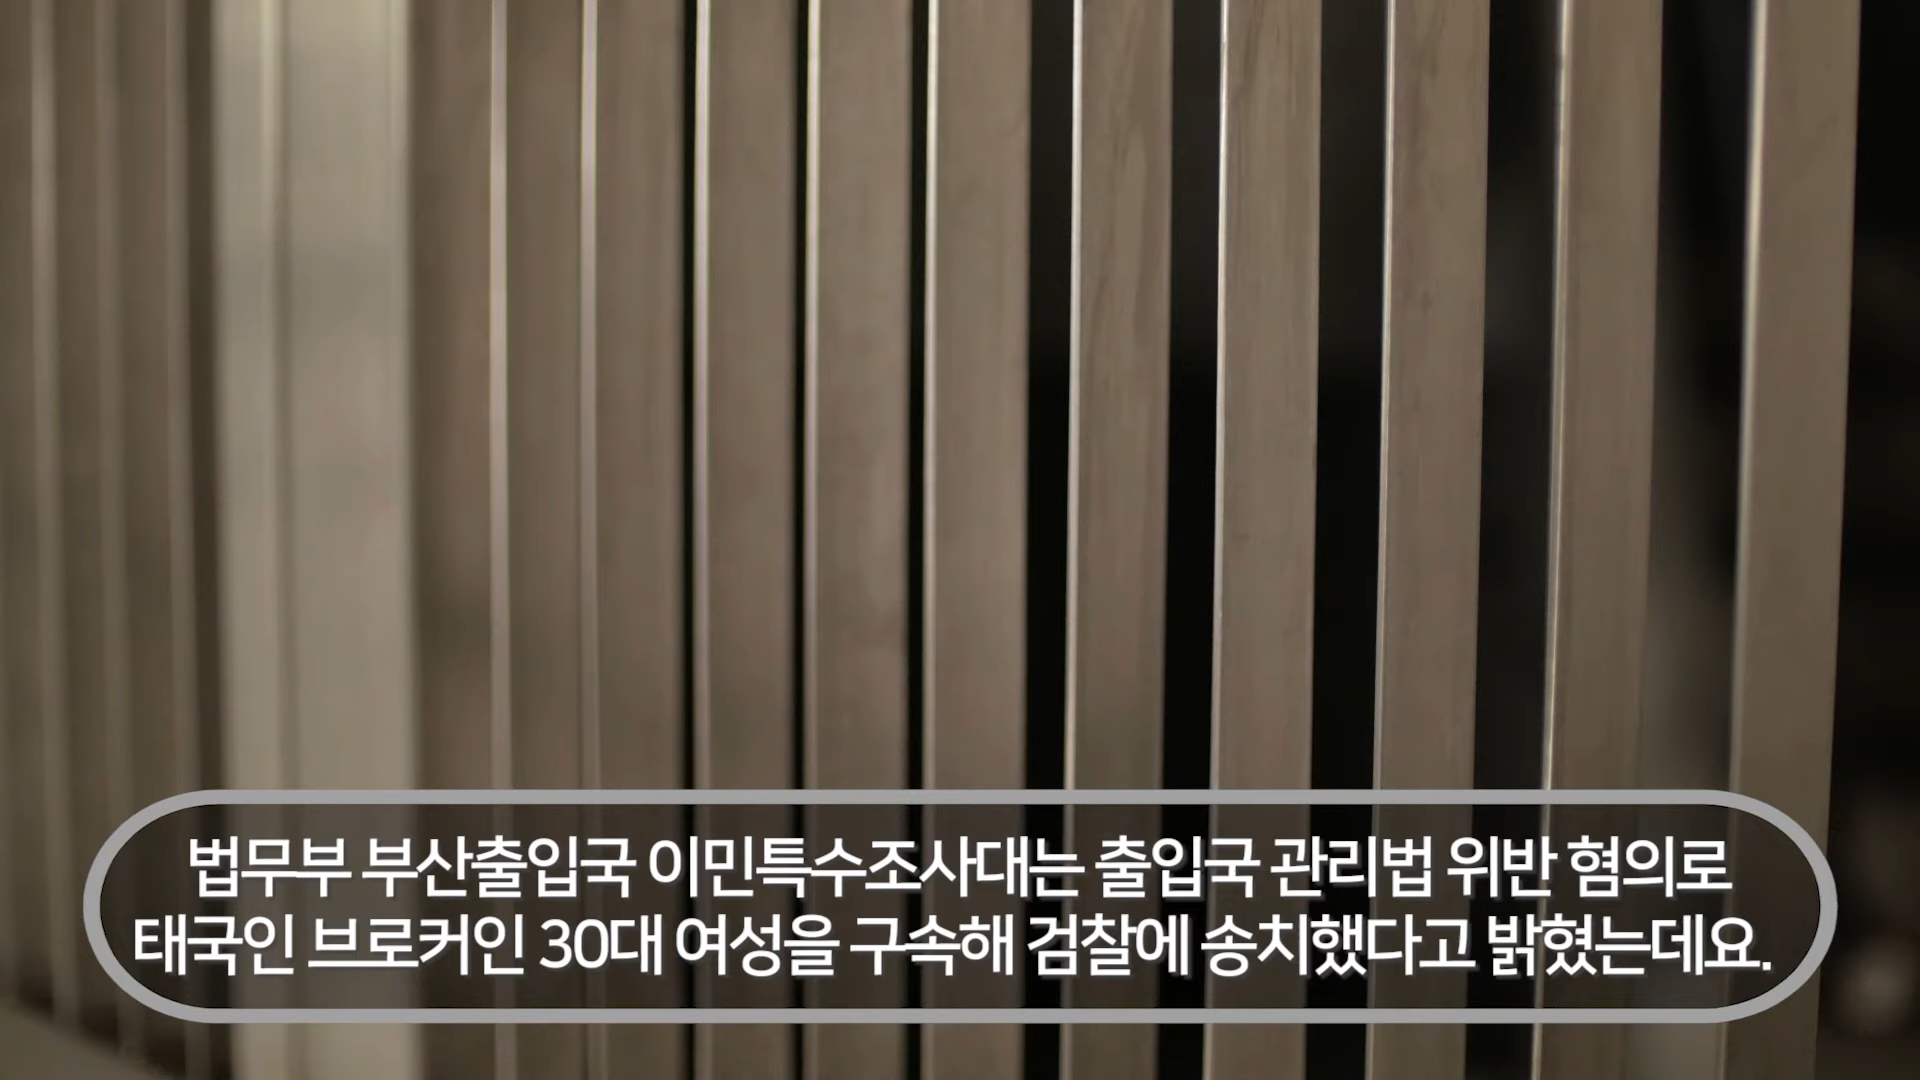 법무부 부산출입국 이민특수조사대는 출입국 관리법 위반 혐의로
태국인 브로커인 30대 여성을 구속해 검찰에 송치했다고 밝혔는데요.